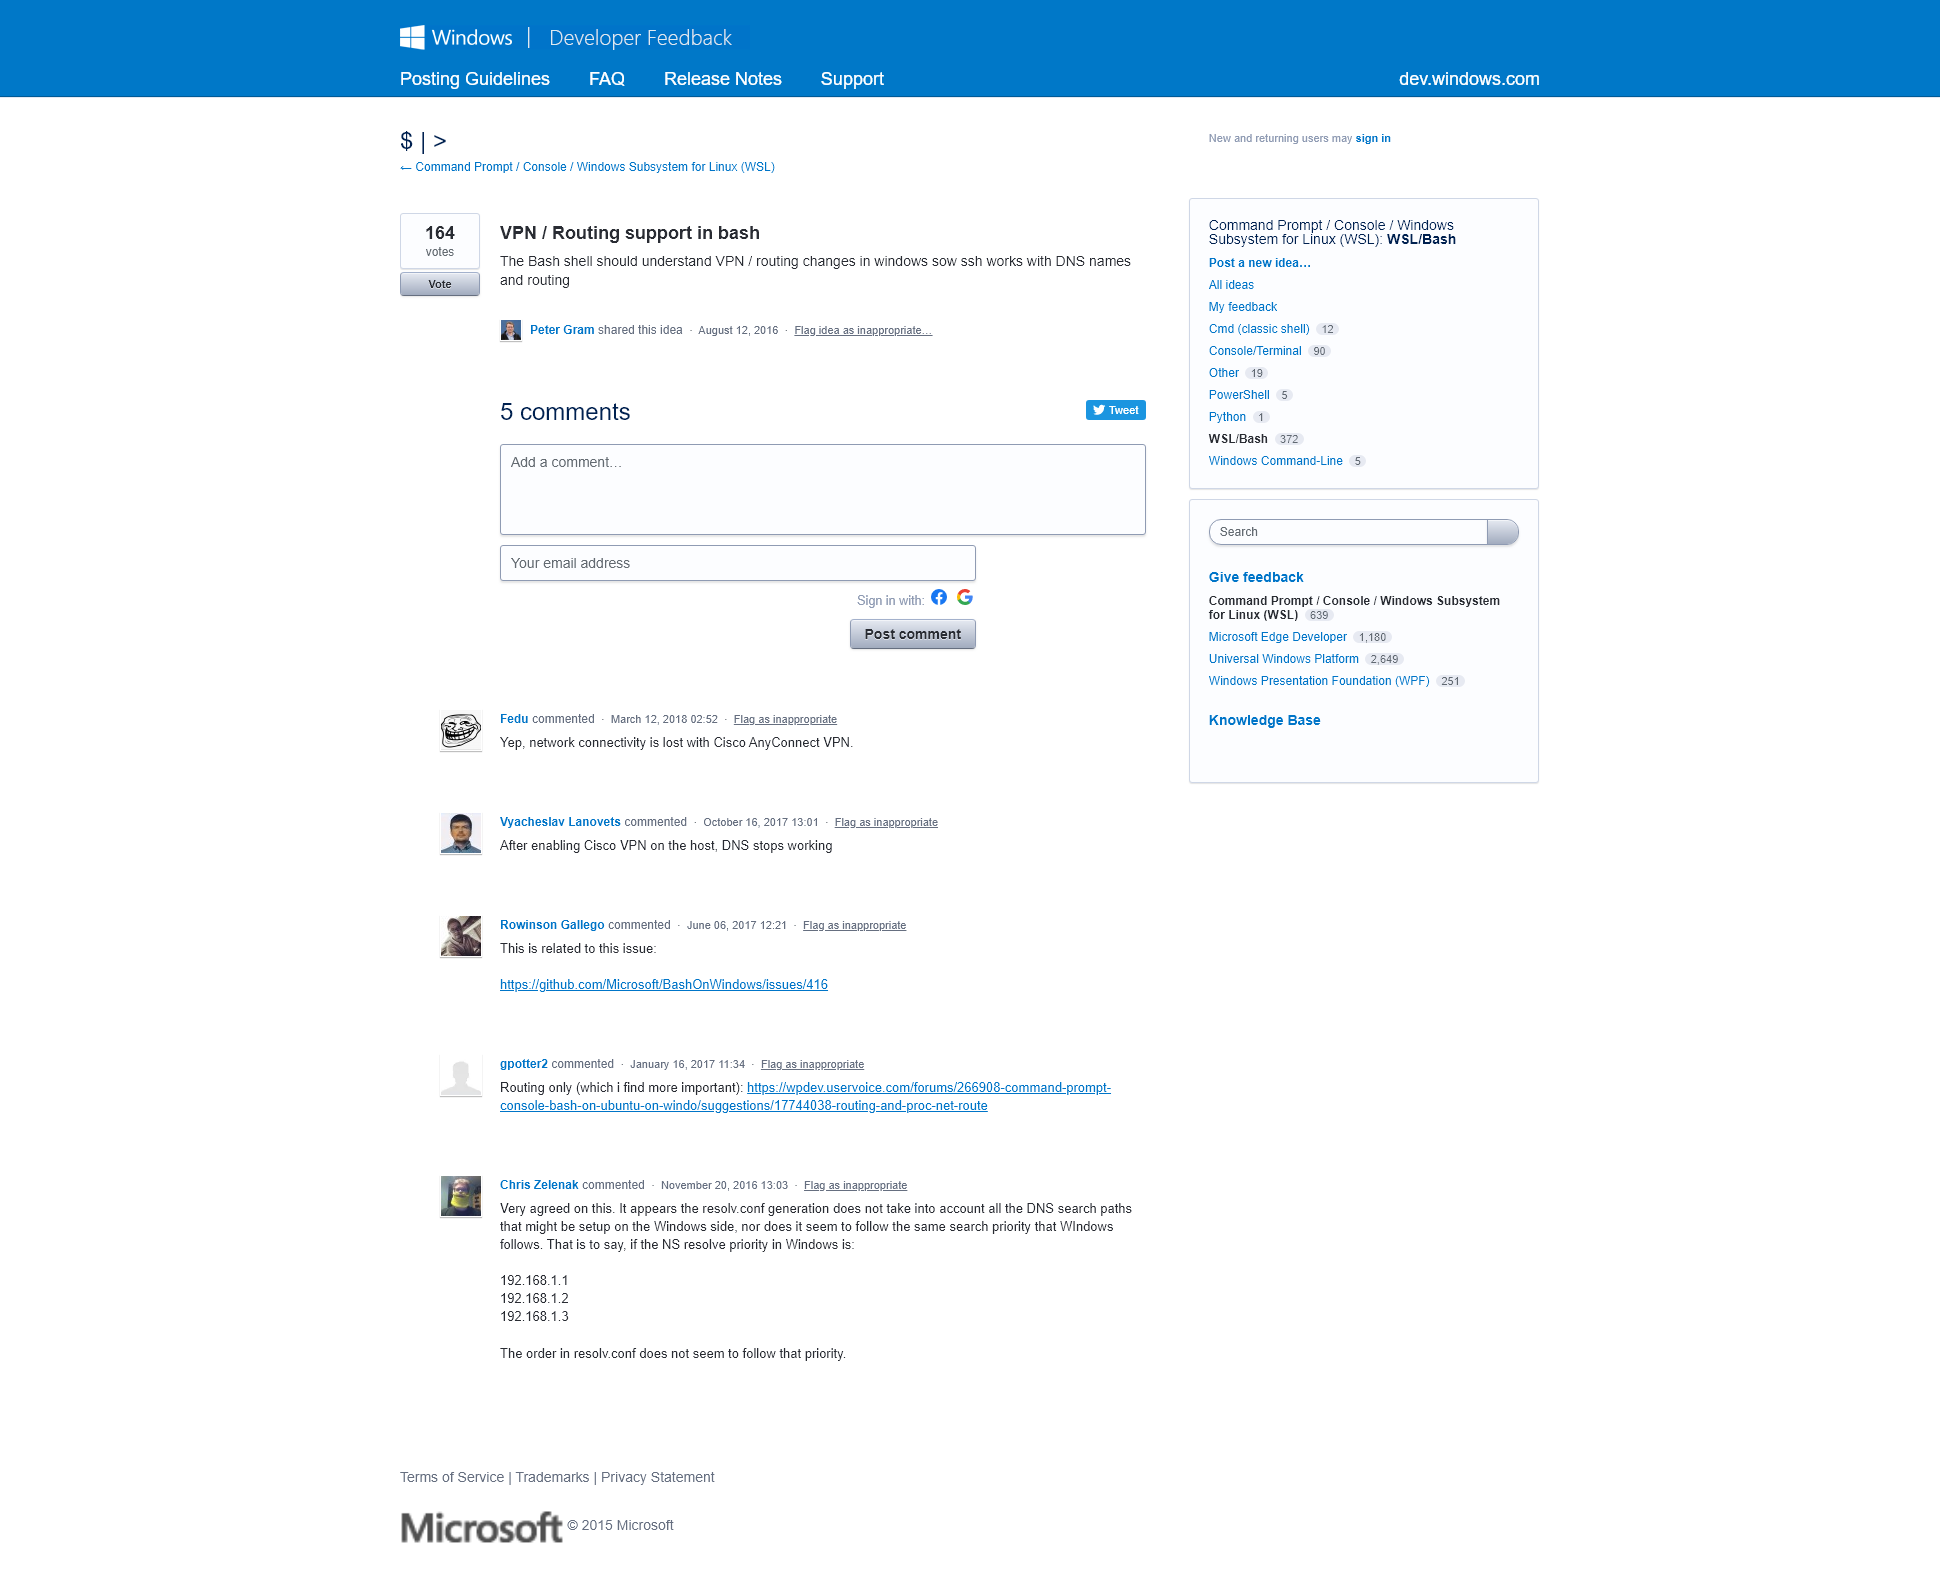 Windows | Developer Feedback
Posting Guidelines FAQ Release Notes Support dev.windows.com
$ | >
← Command Prompt / Console / Windows Subsystem for Linux (WSL)
New and returning users may sign in
164
votes
Vote
VPN / Routing support in bash
The Bash shell should understand VPN / routing changes in windows sow ssh works with DNS names
and routing
Peter Gram shared this idea · August 12, 2016 · Flag idea as inappropriate…
5 comments
Tweet
Add a comment…
Your email address
Sign in with:
Post comment
Fedu commented · March 12, 2018 02:52 · Flag as inappropriate
Yep, network connectivity is lost with Cisco AnyConnect VPN.
Vyacheslav Lanovets commented · October 16, 2017 13:01 · Flag as inappropriate
After enabling Cisco VPN on the host, DNS stops working
Rowinson Gallego commented · June 06, 2017 12:21 · Flag as inappropriate
This is related to this issue:
https://github.com/Microsoft/BashOnWindows/issues/416
gpotter2 commented · January 16, 2017 11:34 · Flag as inappropriate
Routing only (which i find more important): https://wpdev.uservoice.com/forums/266908-command-prompt-
console-bash-on-ubuntu-on-windo/suggestions/17744038-routing-and-proc-net-route
Chris Zelenak commented · November 20, 2016 13:03 · Flag as inappropriate
Very agreed on this. It appears the resolv.conf generation does not take into account all the DNS search paths
that might be setup on the Windows side, nor does it seem to follow the same search priority that WIndows
follows. That is to say, if the NS resolve priority in Windows is:
192.168.1.1
192.168.1.2
192.168.1.3
The order in resolv.conf does not seem to follow that priority.
Command Prompt / Console / Windows
Subsystem for Linux (WSL): WSL/Bash
Post a new idea…
All ideas
My feedback
Cmd (classic shell) 12
Console/Terminal 90
Other 19
PowerShell 5
Python 1
WSL/Bash 372
Windows Command-Line 5
Search
Give feedback
Command Prompt / Console / Windows Subsystem
for Linux (WSL) 639
Microsoft Edge Developer 1,180
Universal Windows Platform 2,649
Windows Presentation Foundation (WPF) 251
Knowledge Base
Terms of Service | Trademarks | Privacy Statement
Microsoft © 2015 Microsoft